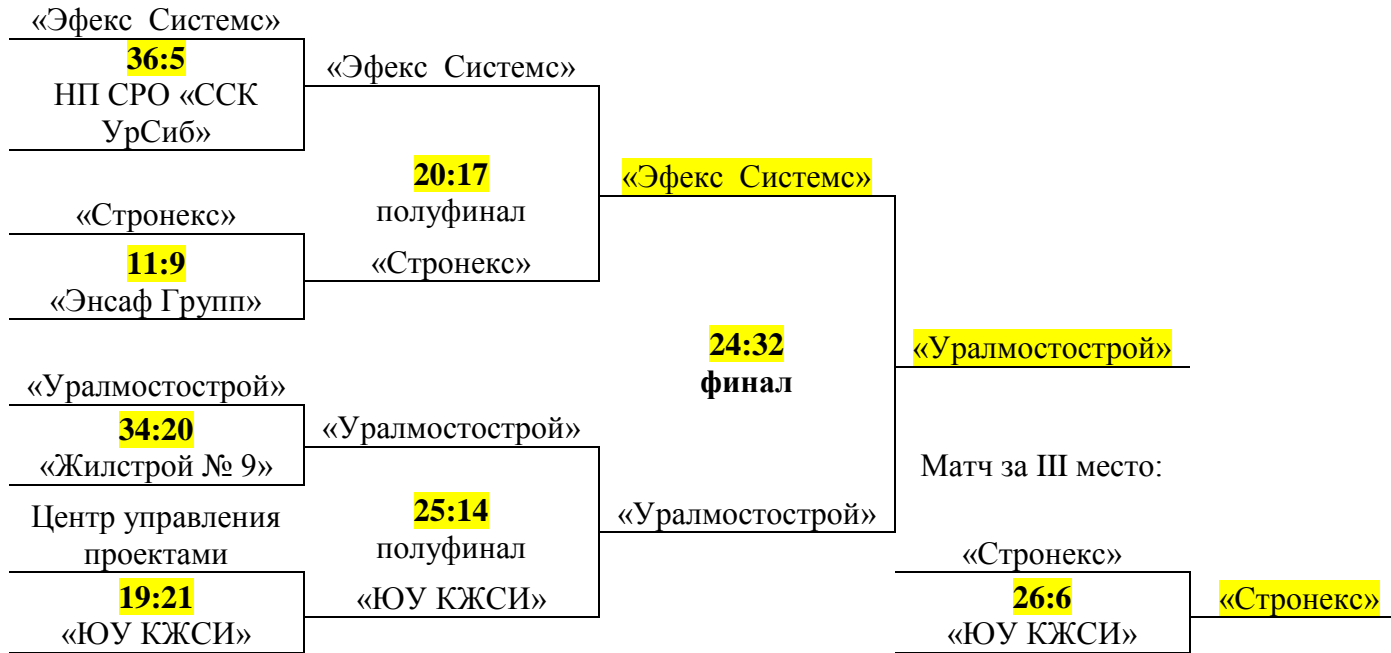 «Эфекс Системс»
36:5
НП СРО «ССК
УрСиб»
«Эфекс Системс»
20:17
полуфинал
«Стронекс»
«Стронекс»
11:9
«Энсаф Групп»
«Эфекс Системс»
24:32
финал
«Уралмостострой»
«Уралмостострой»
34:20
«Жилстрой № 9»
«Уралмостострой»
25:14
полуфинал
«ЮУ КЖСИ»
Центр управления
проектами
19:21
«ЮУ КЖСИ»
«Уралмостострой»
Матч за III место:
«Стронекс»
26:6
«ЮУ КЖСИ»
«Стронекс»